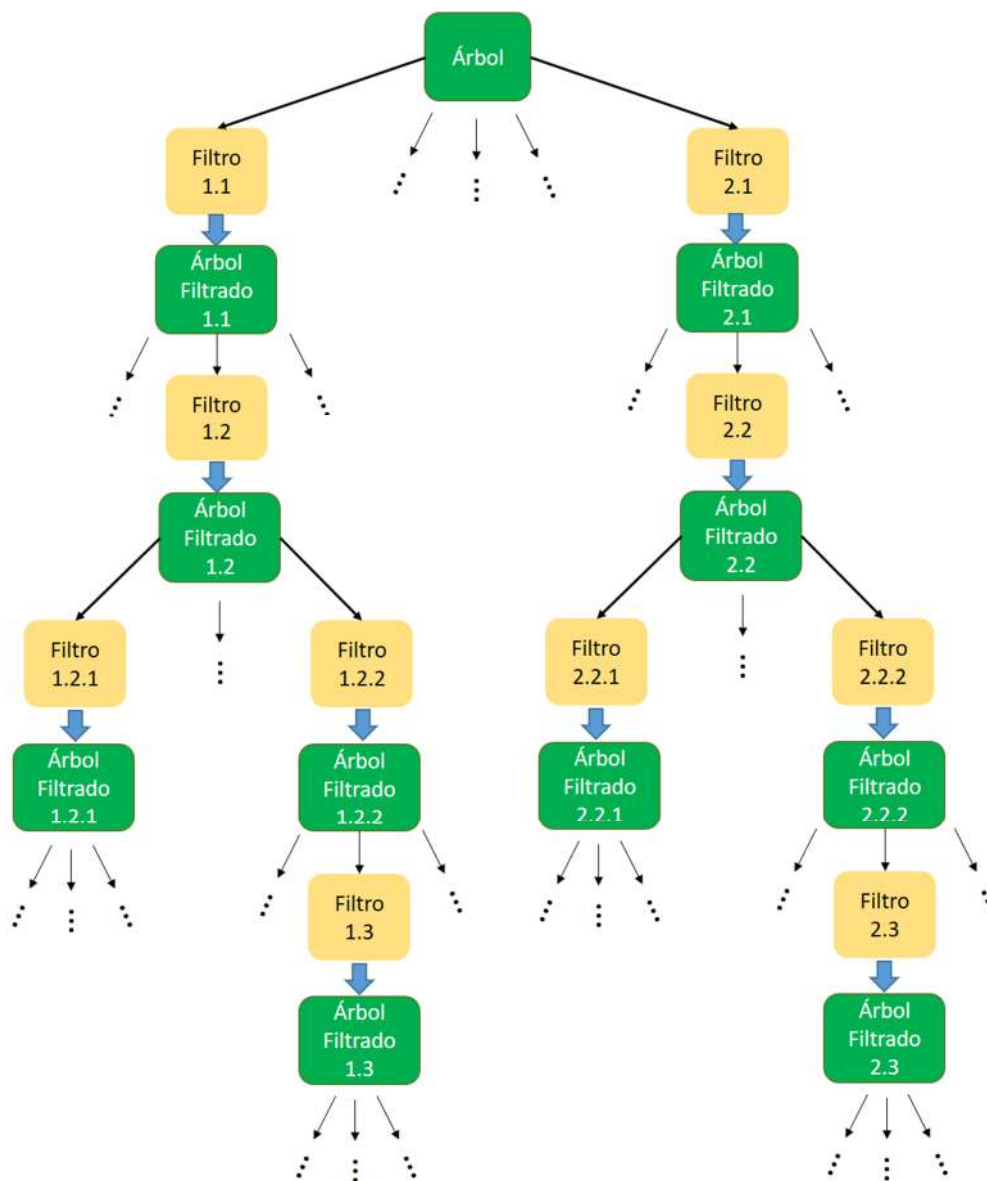 Árbol
Filtro
1.1
Filtro
2.1
Árbol
Filtrado
1.1
Árbol
Filtrado
2.1
Filtro
1.2
Filtro
2.2
Árbol
Filtrado
1.2
Árbol
Filtrado
2.2
Filtro
1.2.1
Filtro
1.2.2
Filtro
2.2.1
Filtro
2.2.2
Árbol
Filtrado
1.2.1
Árbol
Filtrado
1.2.2
Árbol
Filtrado
2.2.1
Árbol
Filtrado
2.2.2
Filtro
1.3
Filtro
2.3
Árbol
Filtrado
1.3
Árbol
Filtrado
2.3